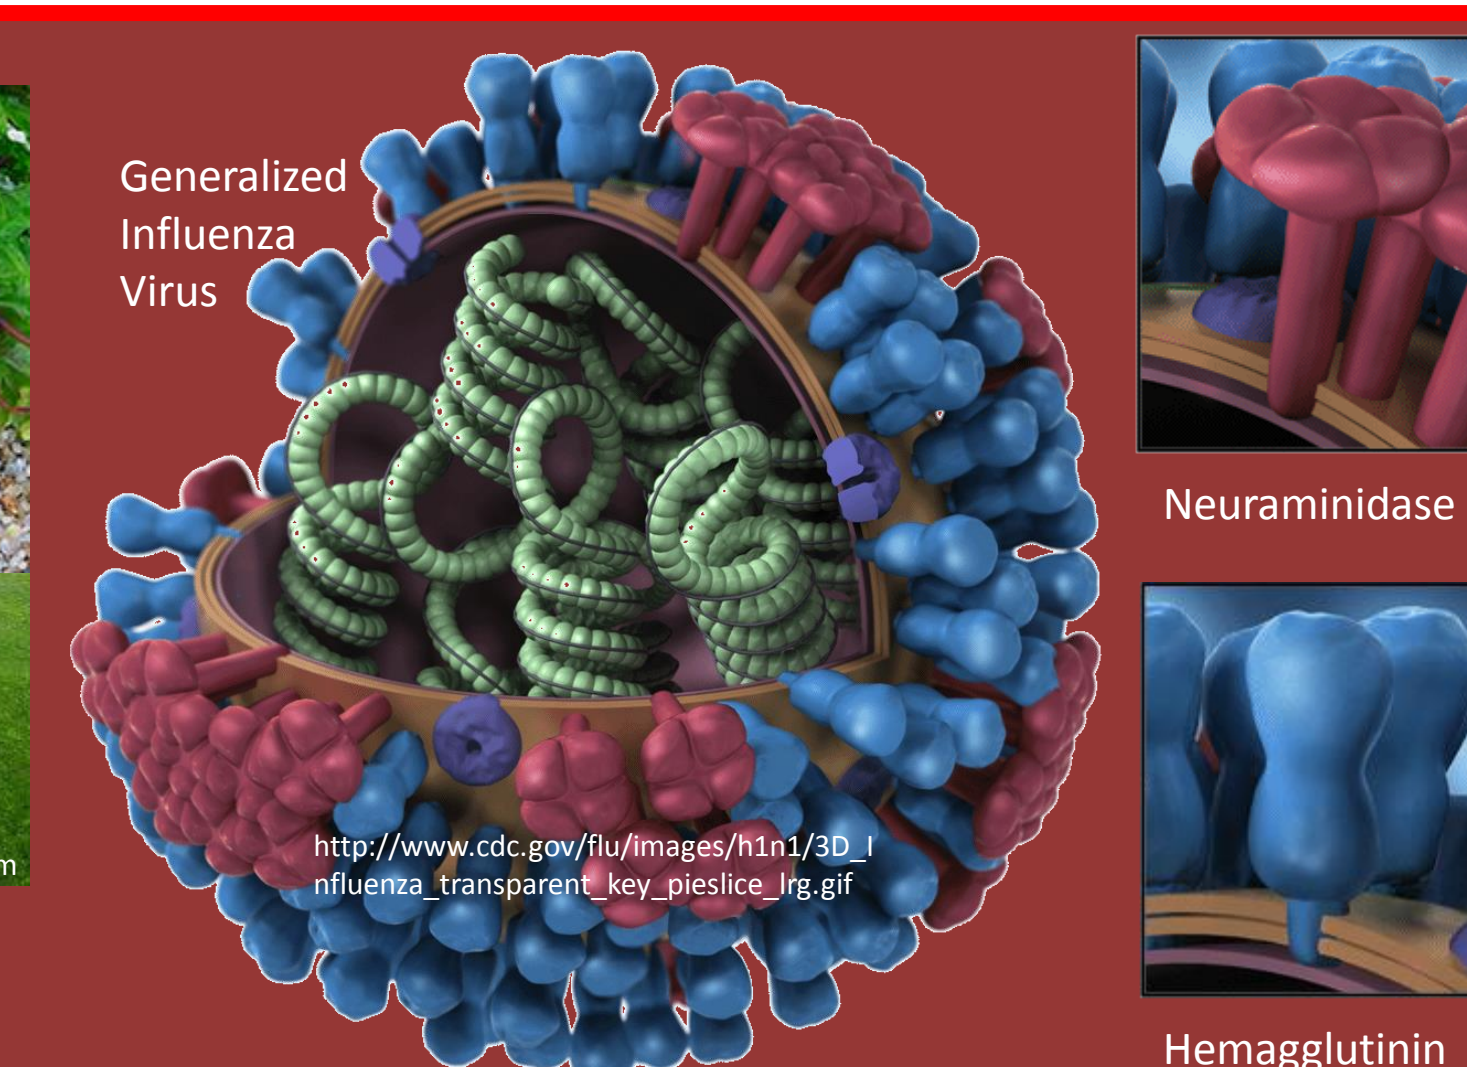 Generalized
Influenza
Virus
Neuraminidase
http://www.cdc.gov/flu/images/h1n1/3D_I
nfluenza_transparent_key_pieslice_lrg.gif
m
Hemagglutinin